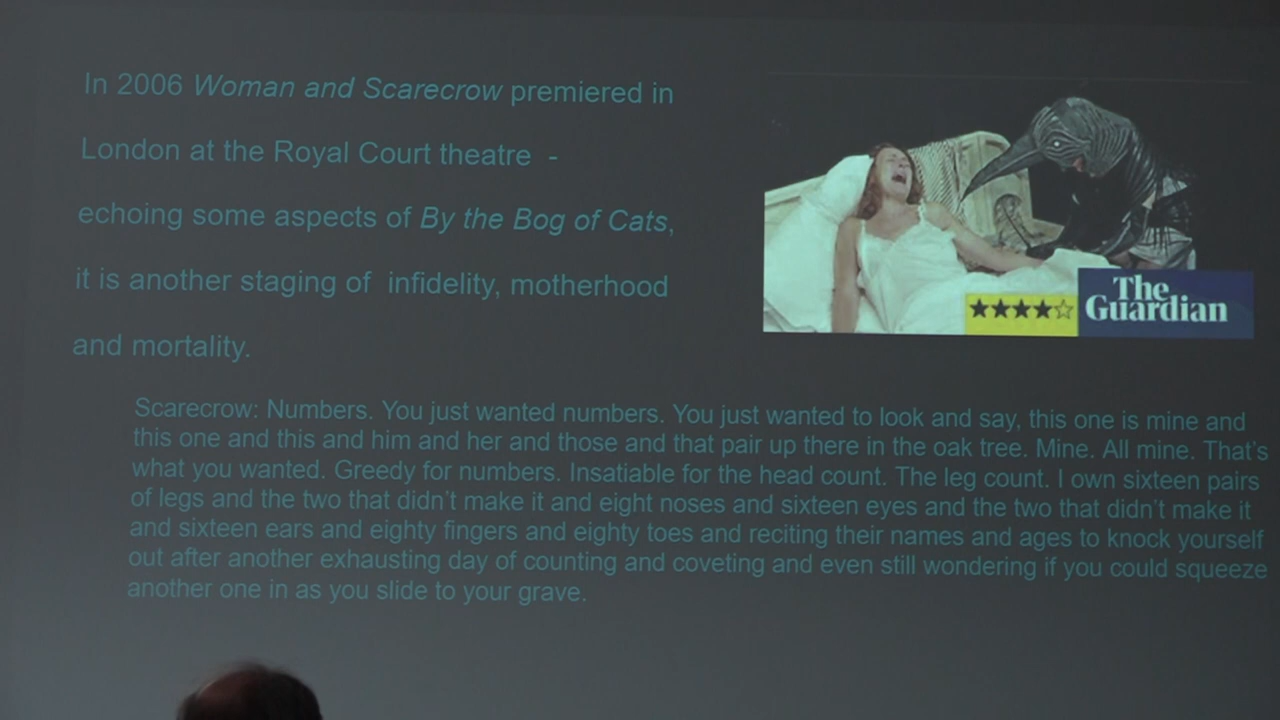 In 2006 Woman and Scarecrow premiered in
London at the Royal Court theatre -
echoing some aspects of By the Bog of Cats,
it is another staging of infidelity, motherhood
and mortality.
★★★★☆
The
Guardian
Scarecrow: Numbers. You just wanted numbers. You just wanted to look and say, this one is mine and
this one and this and him and her and those and that pair up there in the oak tree. Mine. All mine. That's
what you wanted. Greedy for numbers. Insatiable for the head count. The leg count. I own sixteen pairs
of legs and the two that didn't make it and eight noses and sixteen eyes and the two that didn't make it
and sixteen ears and eighty fingers and eighty toes and reciting their names and ages to knock yourself
out after another exhausting day of counting and coveting and even still wondering if you could squeeze
another one in as you slide to your grave.